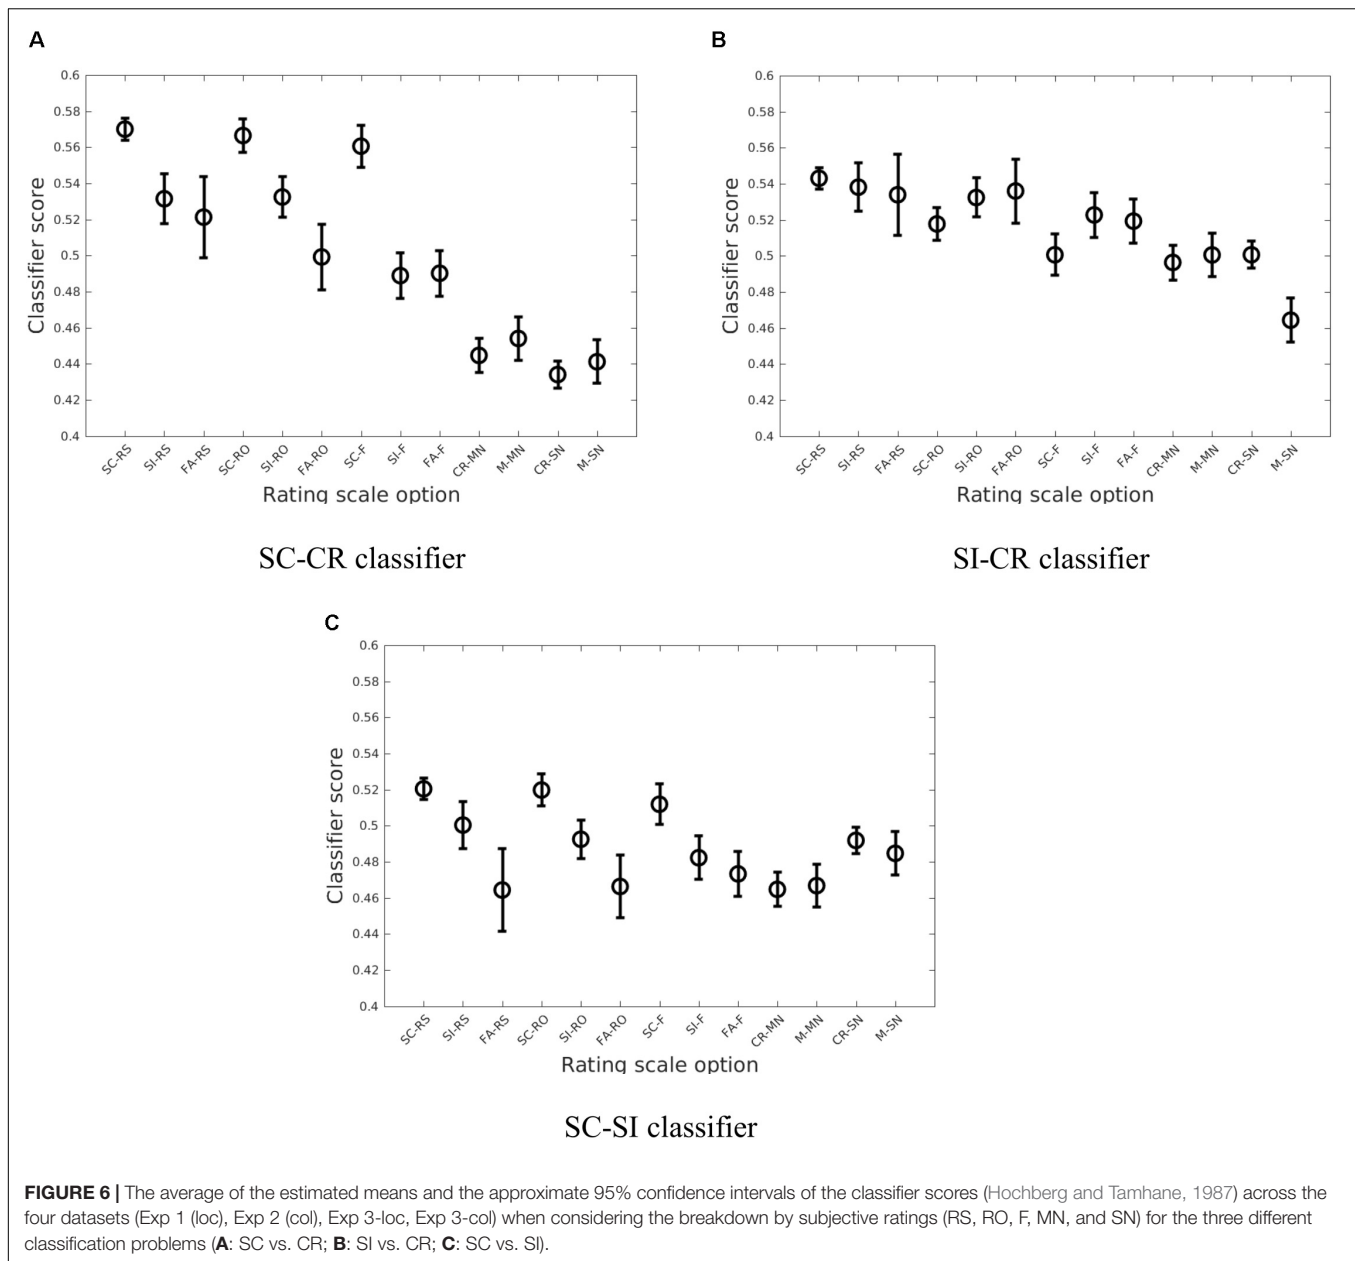 A
0.6
0.58
0.56
0.54
0.52
0.5
0.48
0.46
0.44
0.42
0.4
Classifier score
SC-RS SI-RS FA-RS SC-RO SI-RO FA-RO SC-F SI-F FA-F CR-MN M-MN CR-SN M-SN
Rating scale option
SC-CR classifier
B
0.6
0.58
0.56
0.54
0.52
0.5
0.48
0.46
0.44
0.42
0.4
Classifier score
SC-RS SI-RS FA-RS SC-RO SI-RO FA-RO SC-F SI-F FA-F CR-MN M-MN CR-SN M-SN
Rating scale option
SI-CR classifier
C
0.6
0.58
0.56
0.54
0.52
0.5
0.48
0.46
0.44
0.42
0.4
Classifier score
SC-RS SI-RS FA-RS SC-RO SI-RO FA-RO SC-F SI-F FA-F CR-MN M-MN CR-SN M-SN
Rating scale option
SC-SI classifier
FIGURE 6 | The average of the estimated means and the approximate 95% confidence intervals of the classifier scores (Hochberg and Tamhane, 1987) across the
four datasets (Exp 1 (loc), Exp 2 (col), Exp 3-loc, Exp 3-col) when considering the breakdown by subjective ratings (RS, RO, F, MN, and SN) for the three different
classification problems (A: SC vs. CR; B: SI vs. CR; C: SC vs. SI).